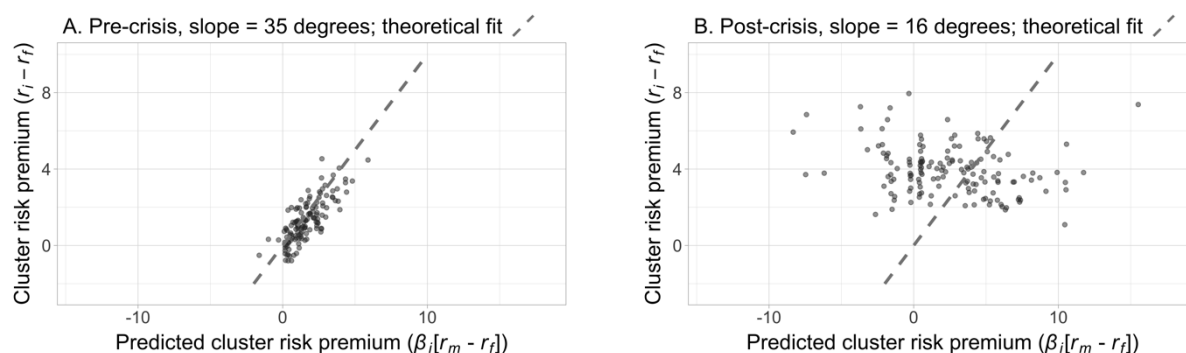 A. Pre-crisis, slope = 35 degrees; theoretical fit
Cluster risk premium (rᵢ – r_f)
8
4
0
-10
0
10
Predicted cluster risk premium (βᵢ[rₘ - r_f])
B. Post-crisis, slope = 16 degrees; theoretical fit
Cluster risk premium (rᵢ – r_f)
8
4
0
-10
0
10
Predicted cluster risk premium (βᵢ[rₘ - r_f])